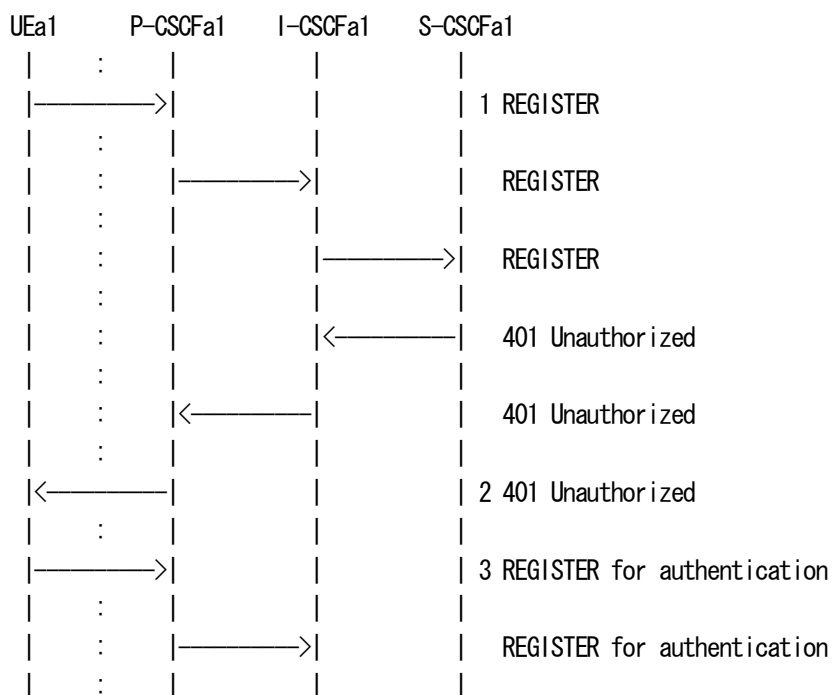 UEa1 P-CSCFa1 I-CSCFa1 S-CSCFa1
1 REGISTER
REGISTER
REGISTER
401 Unauthorized
401 Unauthorized
2 401 Unauthorized
3 REGISTER for authentication
REGISTER for authentication